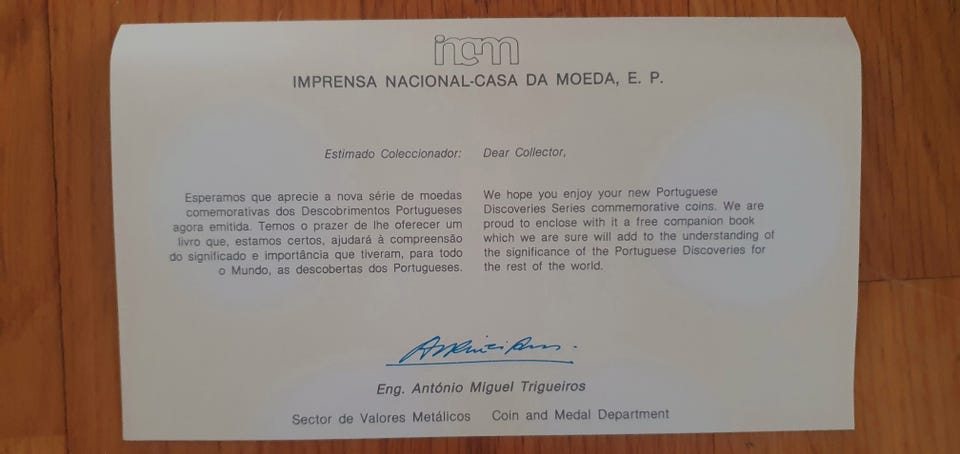 incm
IMPRENSA NACIONAL-CASA DA MOEDA, E. P.
Estimado Coleccionador:
Esperamos que aprecie a nova série de moedas
comemorativas dos Descobrimentos Portugueses
agora emitida. Temos o prazer de lhe oferecer um
livro que, estamos certos, ajudará à compreensão
do significado e importância que tiveram, para todo
o Mundo, as descobertas dos Portugueses.
Dear Collector,
We hope you enjoy your new Portuguese
Discoveries Series commemorative coins. We are
proud to enclose with it a free companion book
which we are sure will add to the understanding of
the significance of the Portuguese Discoveries for
the rest of the world.
Eng. António Miguel Trigueiros
Sector de Valores Metálicos Coin and Medal Department